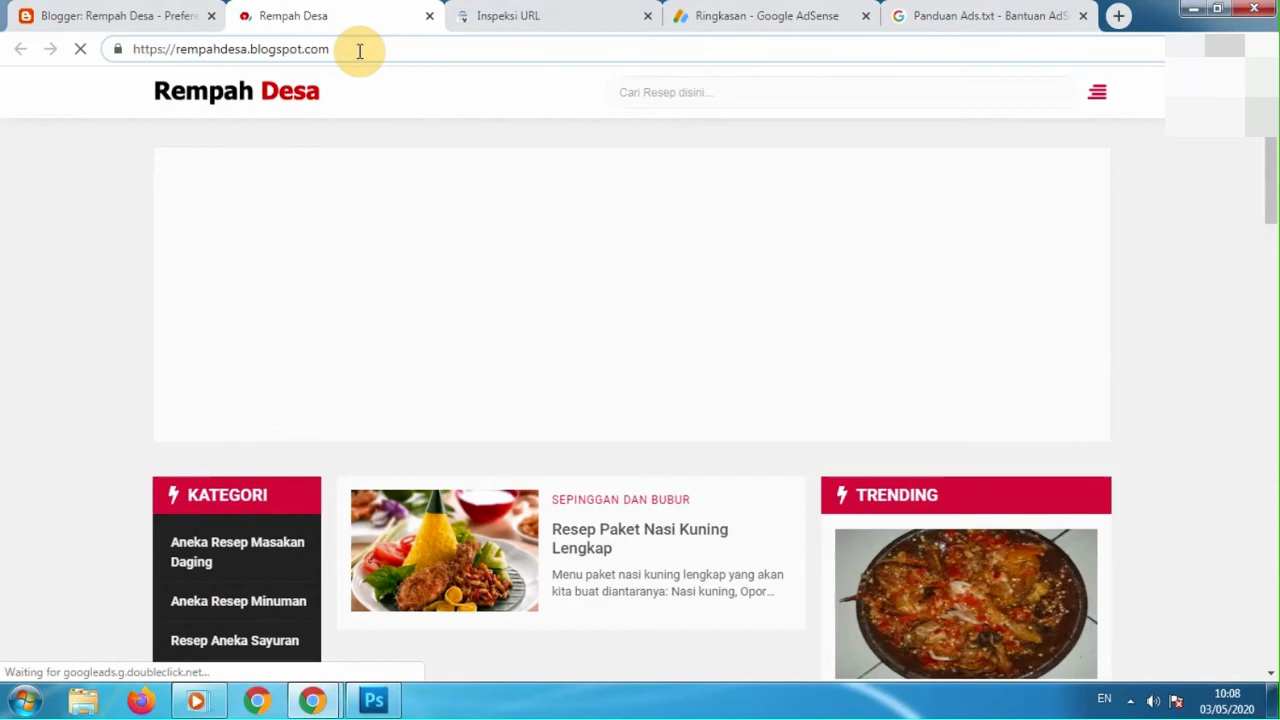 Blogger: Rempah Desa - Prefere
Rempah Desa
Inspeksi URL
Ringkasan - Google AdSense
Panduan Ads.txt - Bantuan AdS
https://rempahdesa.blogspot.com
Rempah Desa
Cari Resep disini...
KATEGORI
Aneka Resep Masakan
Daging
Aneka Resep Minuman
Resep Aneka Sayuran
SEPINGGAN DAN BUBUR
Resep Paket Nasi Kuning
Lengkap
Menu paket nasi kuning lengkap yang akan
kita buat diantaranya: Nasi kuning, Opor...
TRENDING
Waiting for googleads.g.doubleclick.net...
Ps
EN
10:08
03/05/2020